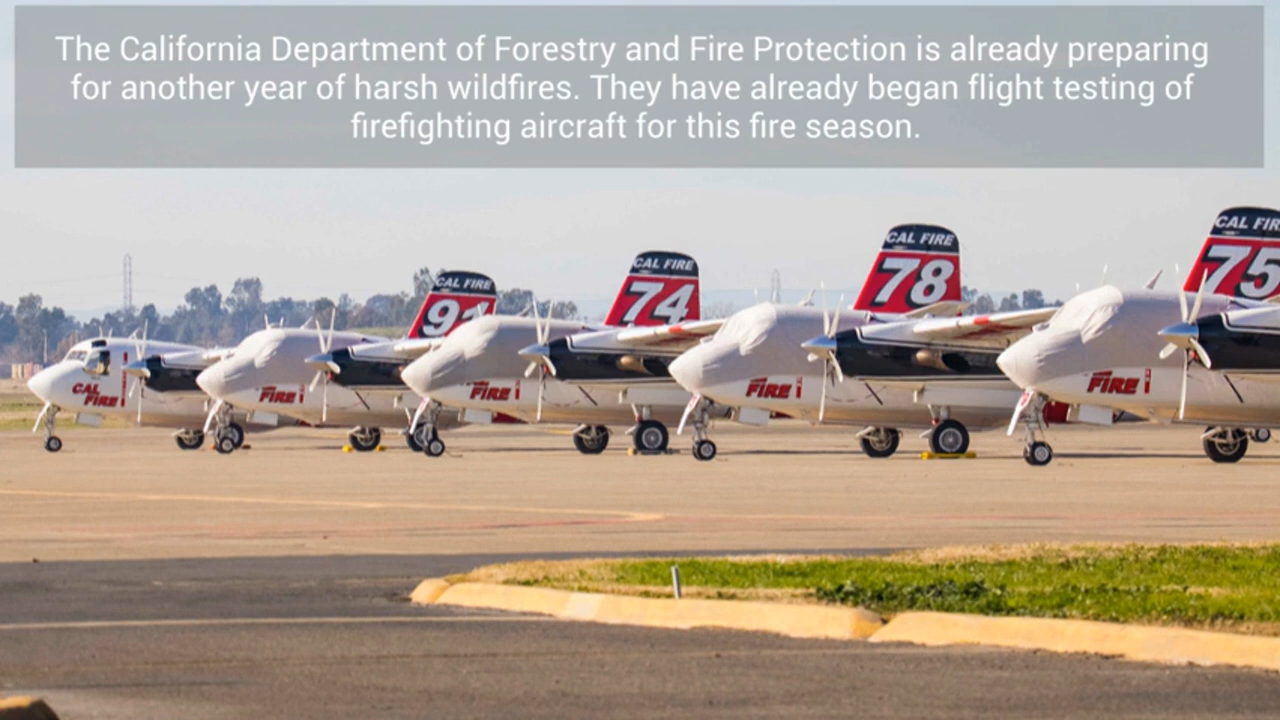 The California Department of Forestry and Fire Protection is already preparing
for another year of harsh wildfires. They have already began flight testing of
firefighting aircraft for this fire season.
CAL FIRE
91
CAL FIRE
74
CAL FIRE
78
CAL FIR
75
CAL
FIRE
FIRE
FIRE
FIRE
FIRE